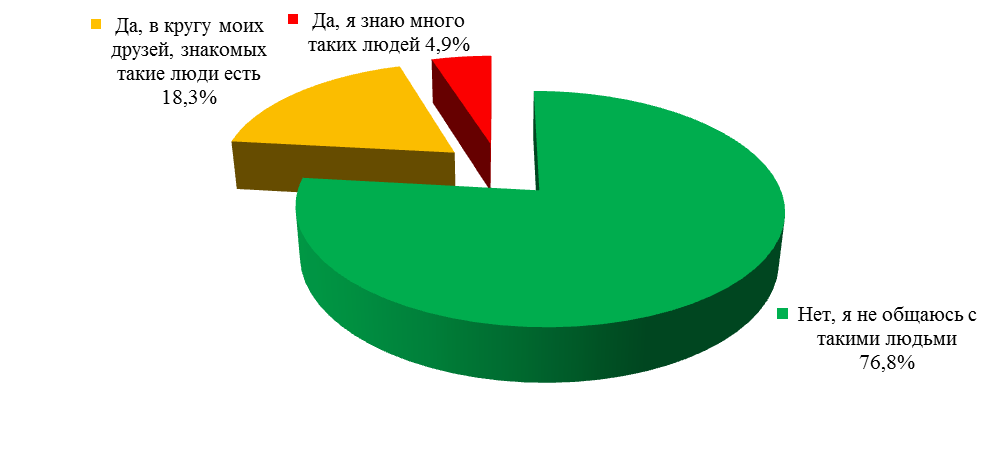 Да, в кругу моих
друзей, знакомых
такие люди есть
18,3%
Да, я знаю много
таких людей 4,9%
Нет, я не общаюсь с
такими людьми
76,8%